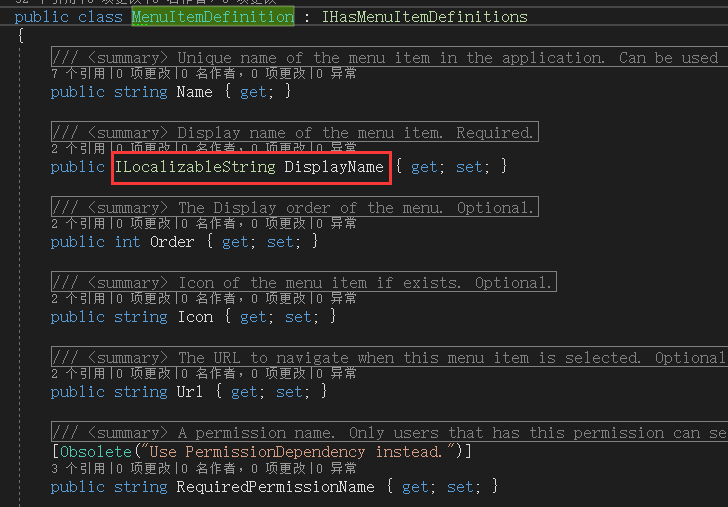 public class MenuItemDefinition : IHasMenuItemDefinitions
{
/// <summary> Unique name of the menu item in the application. Can be used
7 个引用|0 项更改|0 名作者，0 项更改|0 异常
public string Name { get; }
/// <summary> Display name of the menu item. Required.
2 个引用|0 项更改|0 名作者，0 项更改|0 异常
public ILocalizableString DisplayName { get; set; }
/// <summary> The Display order of the menu. Optional.
2 个引用|0 项更改|0 名作者，0 项更改|0 异常
public int Order { get; set; }
/// <summary> Icon of the menu item if exists. Optional.
2 个引用|0 项更改|0 名作者，0 项更改|0 异常
public string Icon { get; set; }
/// <summary> The URL to navigate when this menu item is selected. Optional
2 个引用|0 项更改|0 名作者，0 项更改|0 异常
public string Url { get; set; }
/// <summary> A permission name. Only users that has this permission can se
[Obsolete("Use PermissionDependency instead.")]
3 个引用|0 项更改|0 名作者，0 项更改|0 异常
public string RequiredPermissionName { get; set; }